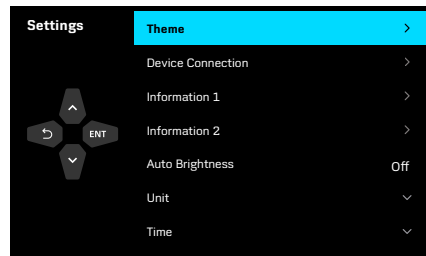 Settings
Theme
Device Connection
Information 1
Information 2
ENT
Auto Brightness
Off
Unit
Time